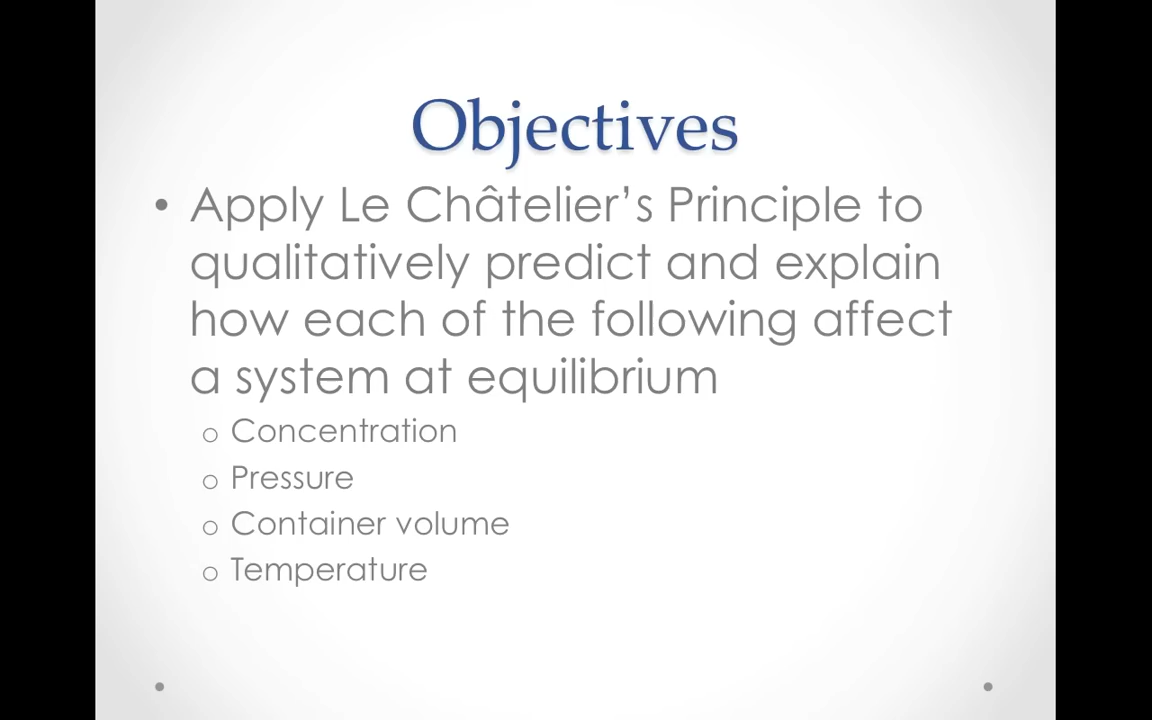 Objectives
• Apply Le Châtelier’s Principle to
qualitatively predict and explain
how each of the following affect
a system at equilibrium
o Concentration
o Pressure
o Container volume
o Temperature